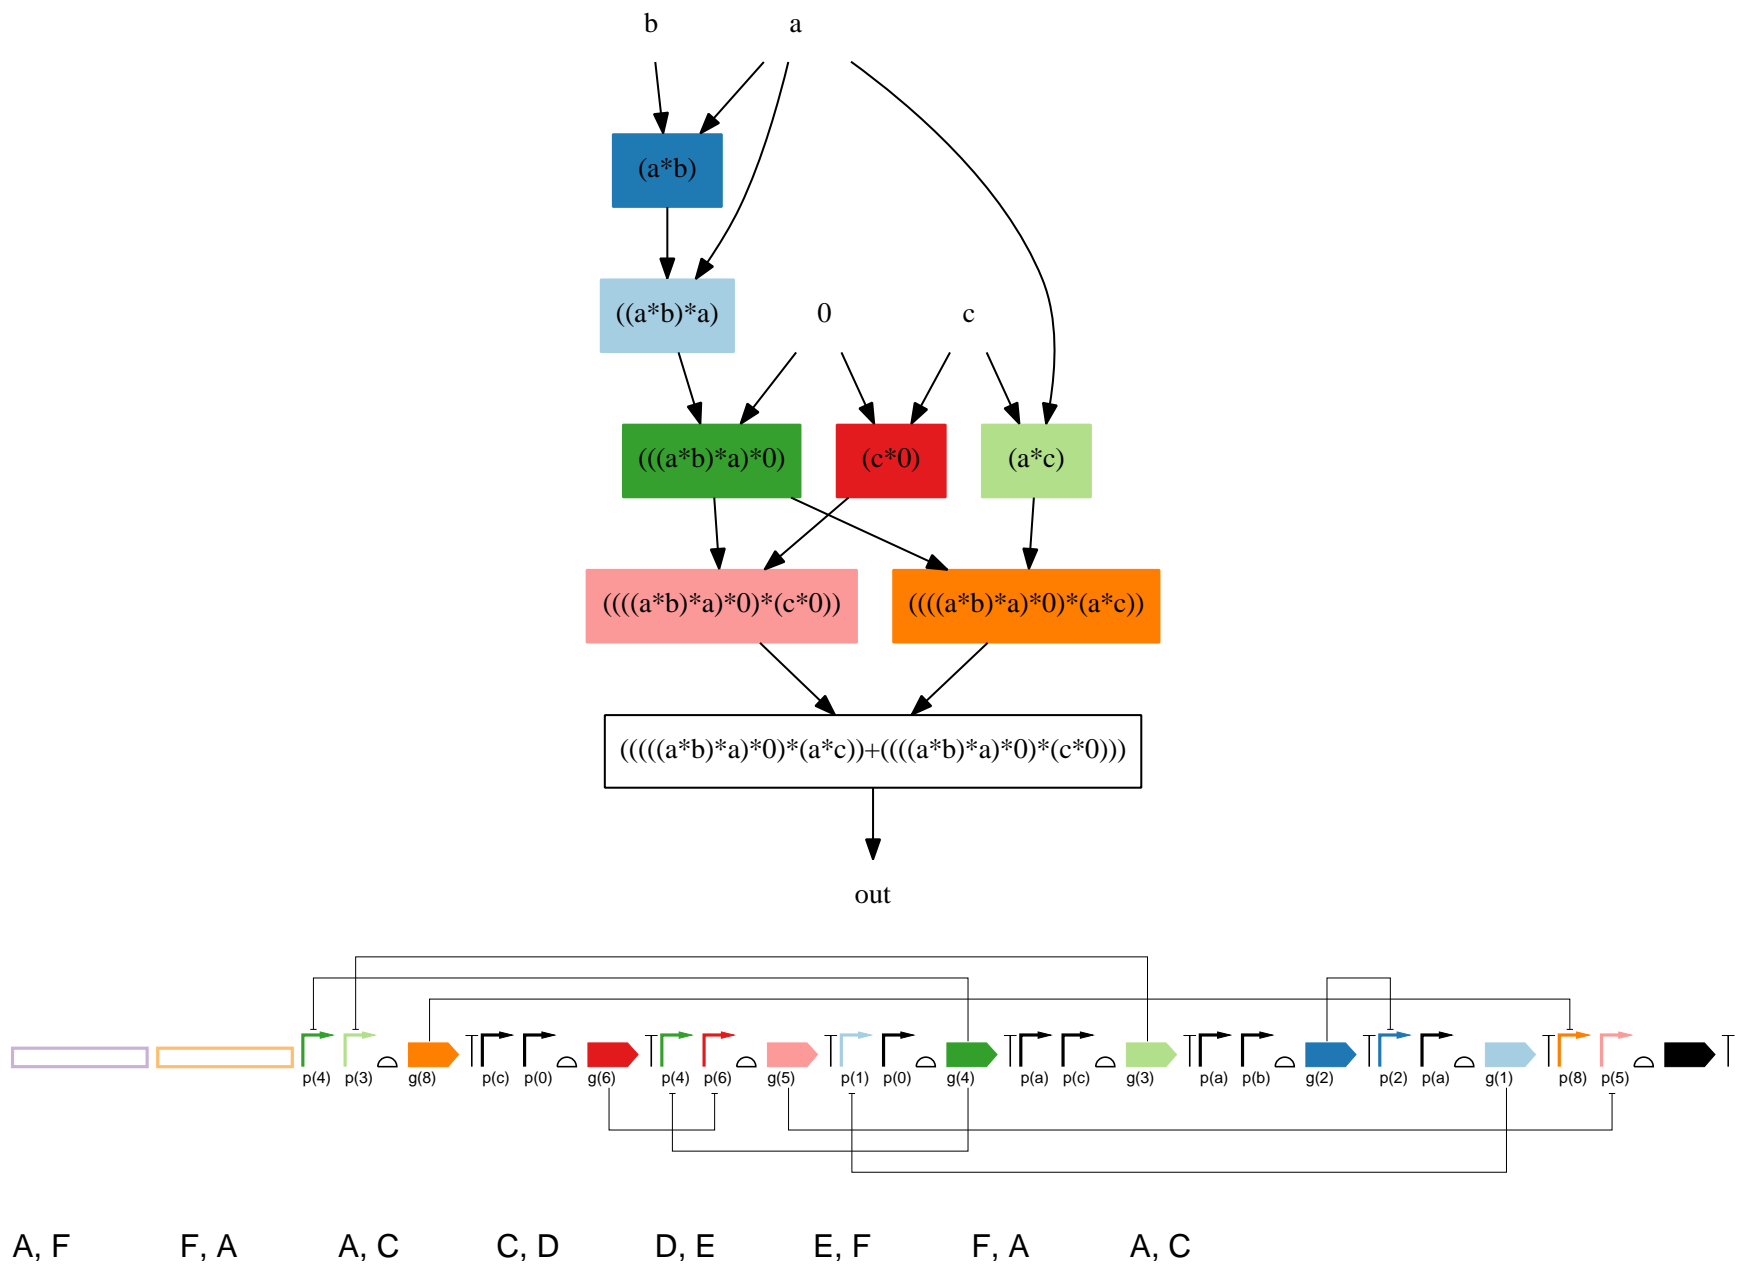 b a
(a*b)
((a*b)*a) 0 c
(((a*b)*a)*0) (c*0) (a*c)
((((a*b)*a)*0)*(c*0)) ((((a*b)*a)*0)*(a*c))
(((((a*b)*a)*0)*(a*c))+((((a*b)*a)*0)*(c*0)))
out
p(4) p(3) g(8) p(c) p(0) g(6) p(4) p(6) g(5) p(1) p(0) g(4) p(a) p(c) g(3) p(a) p(b) g(2) p(2) p(a) g(1) p(8) p(5)
A, F F, A A, C C, D D, E E, F F, A A, C